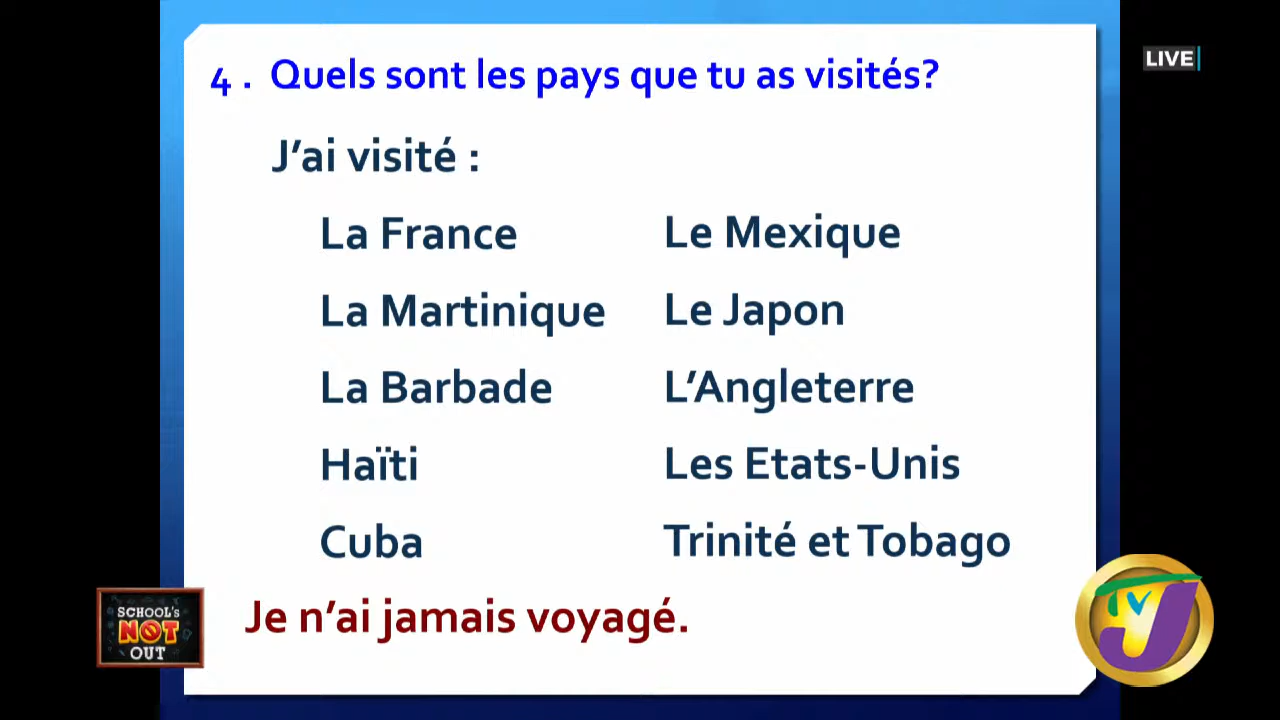 4 . Quels sont les pays que tu as visités?
LIVE
J’ai visité :
La France
Le Mexique
La Martinique
Le Japon
La Barbade
L’Angleterre
Haïti
Les Etats-Unis
Cuba
Trinité et Tobago
Je n’ai jamais voyagé.
SCHOOL's
NOT
OUT
TVJ